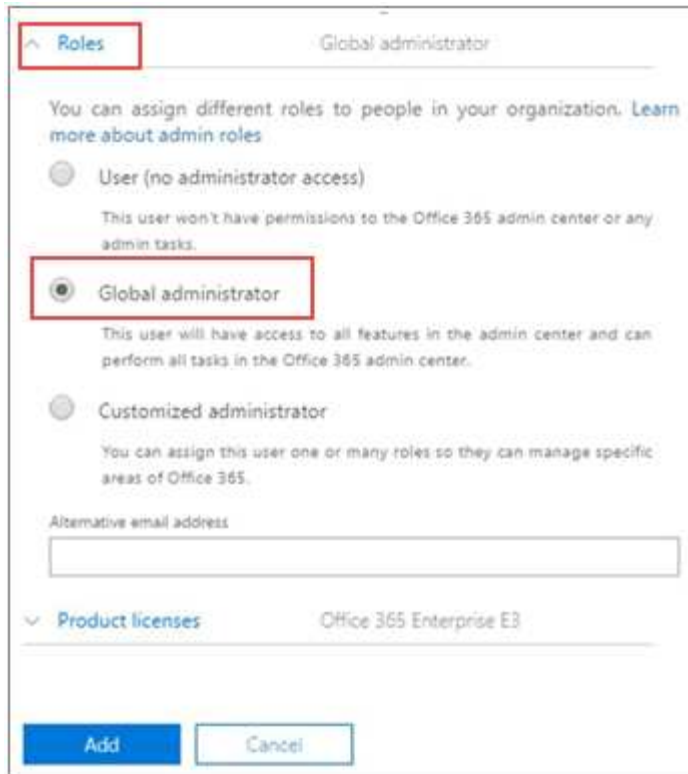 Roles Global administrator
You can assign different roles to people in your organization. Learn
more about admin roles
User (no administrator access)
This user won't have permissions to the Office 365 admin center or any
admin tasks.
Global administrator
This user will have access to all features in the admin center and can
perform all tasks in the Office 365 admin center.
Customized administrator
You can assign this user one or many roles so they can manage specific
areas of Office 365.
Alternative email address
Product licenses Office 365 Enterprise E3
Add Cancel